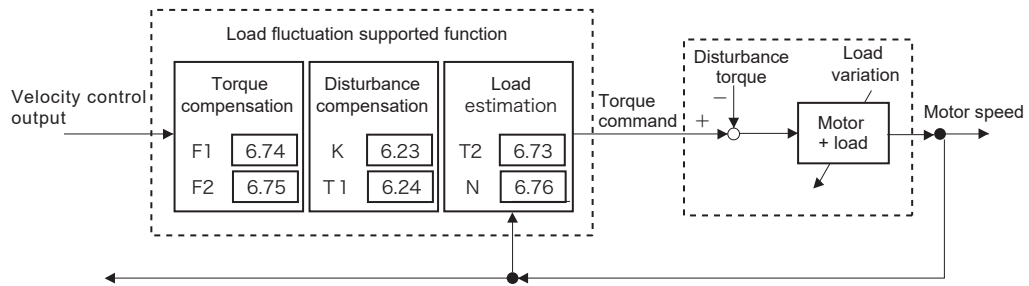 Load fluctuation supported function
Velocity control
output
Torque
compensation
F1 6.74
F2 6.75
Disturbance
compensation
K 6.23
T1 6.24
Load
estimation
T2 6.73
N 6.76
Torque
command
Disturbance
torque
−
+
Load
variation
Motor
+ load
Motor speed